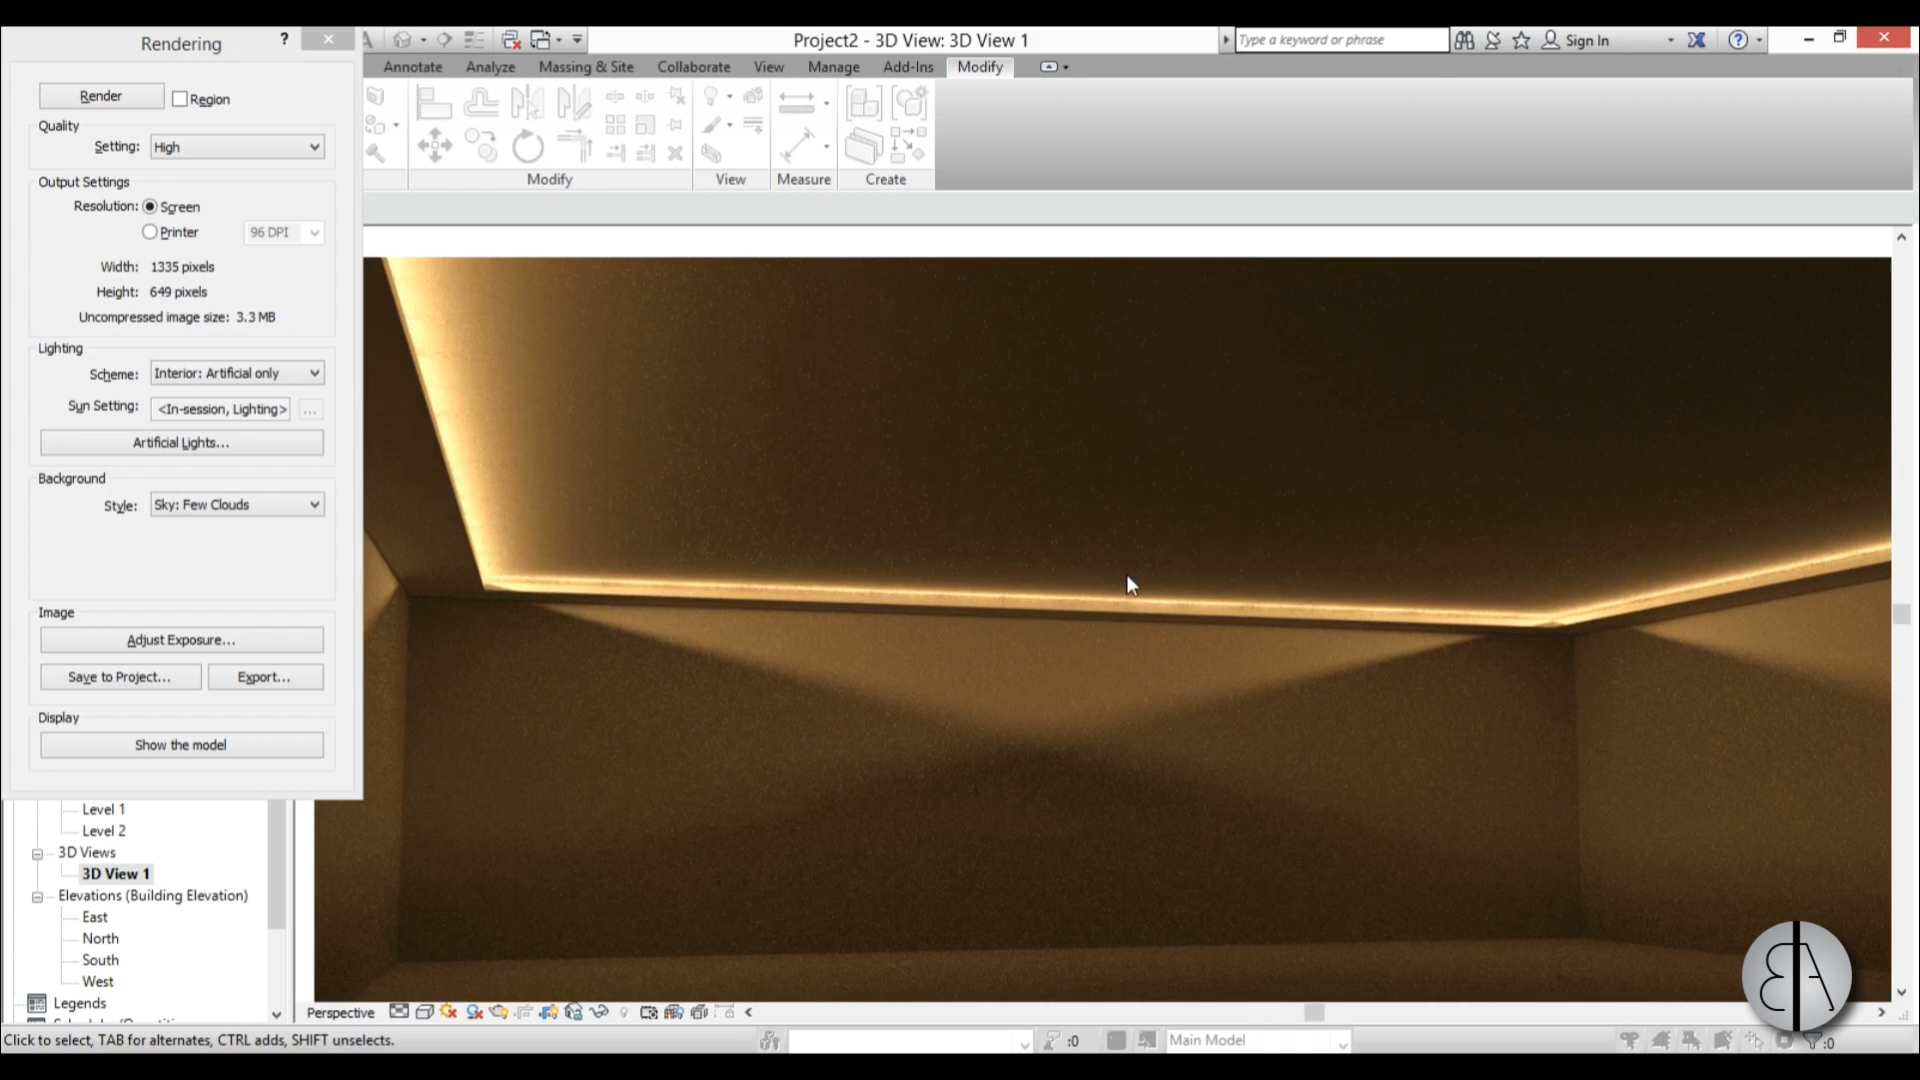 Rendering
?
Project2 - 3D View: 3D View 1
Type a keyword or phrase
Sign In
Annotate Analyze Massing & Site Collaborate View Manage Add-Ins Modify
Render
Region
Quality
Setting: High
Output Settings
Resolution: Screen
Printer 96 DPI
Width: 1335 pixels
Height: 649 pixels
Uncompressed image size: 3.3 MB
Lighting
Scheme: Interior: Artificial only
Sun Setting: <In-session, Lighting> ...
Artificial Lights...
Background
Style: Sky: Few Clouds
Image
Adjust Exposure...
Save to Project... Export...
Display
Show the model
Modify View Measure Create
Level 1
Level 2
3D Views
3D View 1
Elevations (Building Elevation)
East
North
South
West
Legends
Perspective
Click to select, TAB for alternates, CTRL adds, SHIFT unselects.
:0
Main Model
:0